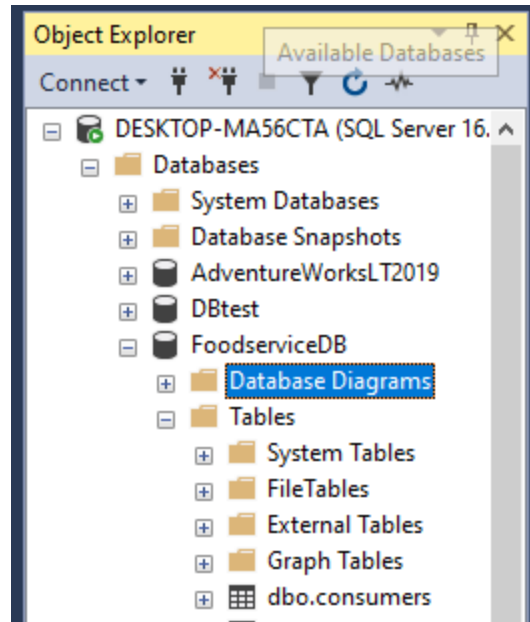 Object Explorer
Available Databases
Connect
DESKTOP-MA56CTA (SQL Server 16.
Databases
System Databases
Database Snapshots
AdventureWorksLT2019
DBtest
FoodserviceDB
Database Diagrams
Tables
System Tables
FileTables
External Tables
Graph Tables
dbo.consumers